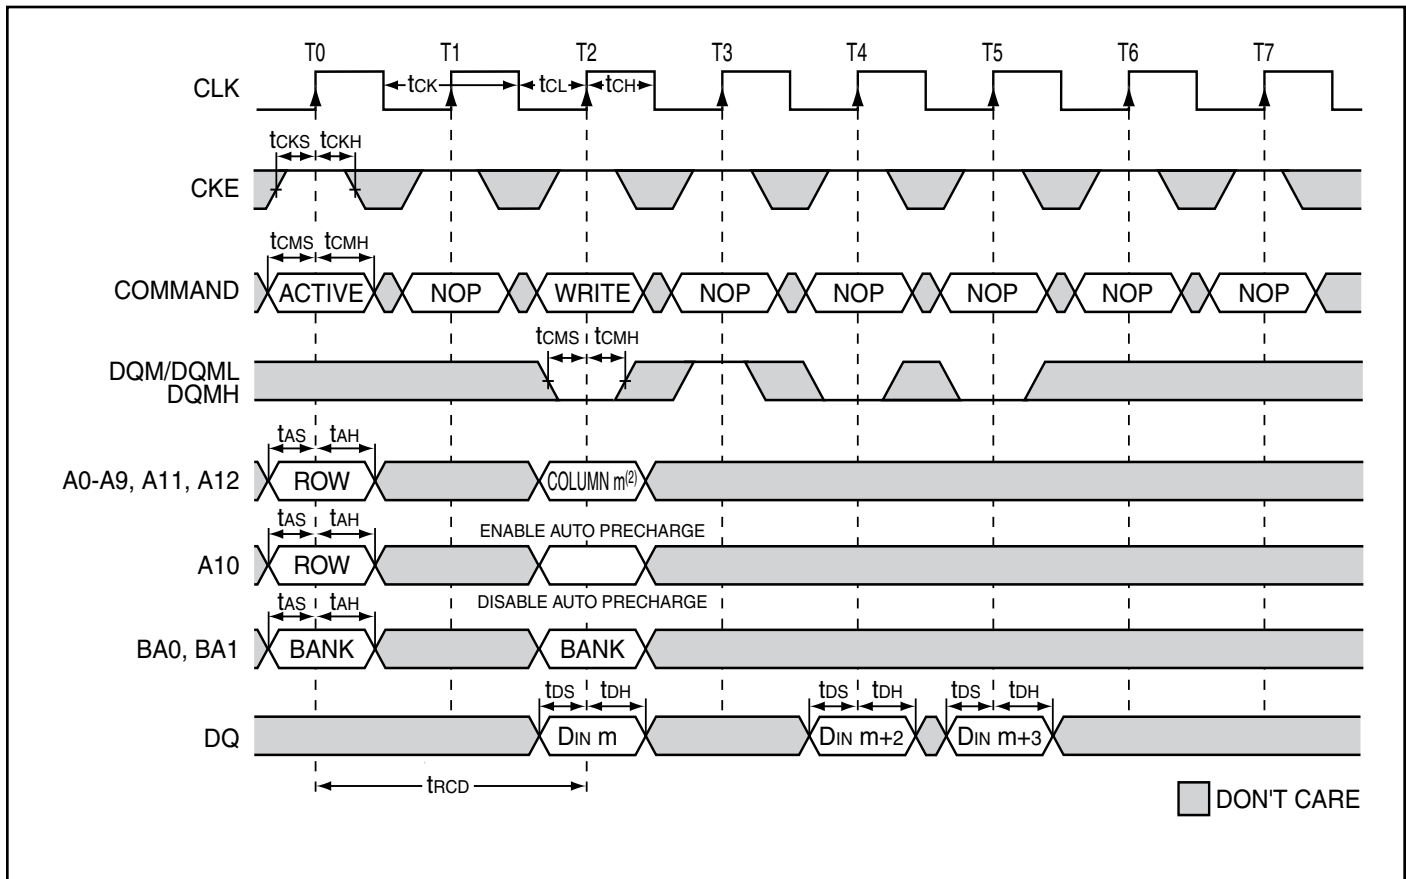 T0 T1 T2 T3 T4 T5 T6 T7
CLK tCK tCL tCH
tCKS tCKH
CKE
tCMS tCMH
COMMAND ACTIVE NOP WRITE NOP NOP NOP NOP NOP
tCMS tCMH
DQM/DQML
DQMH
tAS tAH
A0-A9, A11, A12 ROW COLUMN m(2)
tAS tAH ENABLE AUTO PRECHARGE
A10 ROW
tAS tAH DISABLE AUTO PRECHARGE
BA0, BA1 BANK BANK
tDS tDH tDS tDH tDS tDH
DQ DIN m DIN m+2 DIN m+3
tRCD
DON'T CARE